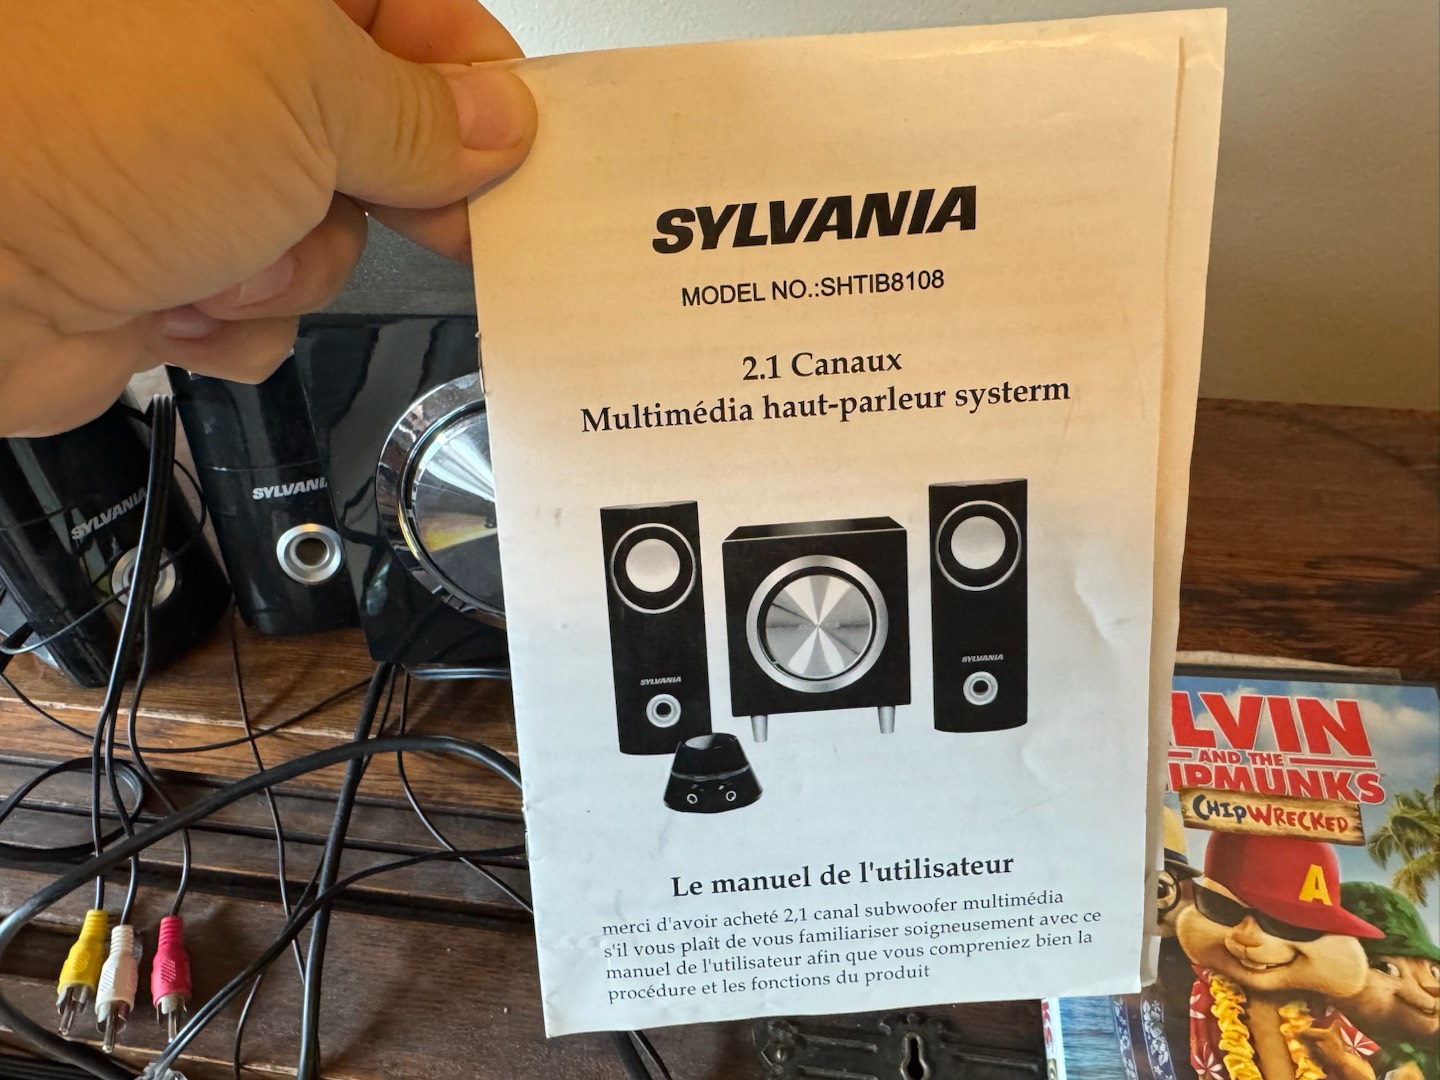 SYLVANIA
MODEL NO.:SHTIB8108
2.1 Canaux
Multimédia haut-parleur systerm
SYLVANIA
SYLVANIA
Le manuel de l'utilisateur
merci d'avoir acheté 2,1 canal subwoofer multimédia
s'il vous plaît de vous familiariser soigneusement avec ce
manuel de l'utilisateur afin que vous compreniez bien la
procédure et les fonctions du produit
SYLVANIA
SYLVANI
LVIN
AND THE
IPMUNKS
CHIPWRECKED
A